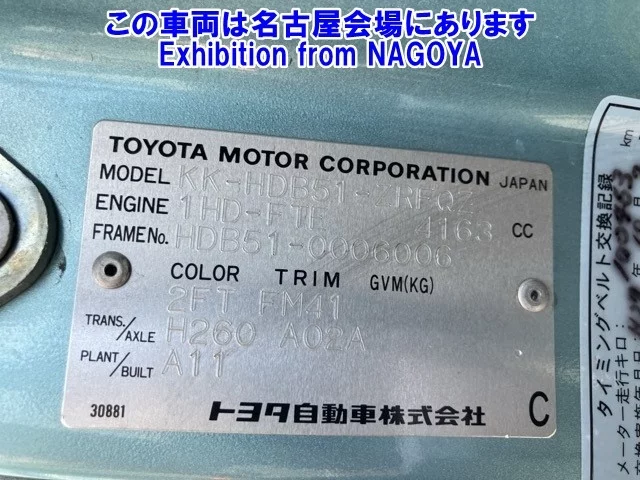 この車両は名古屋会場にあります
Exhibition from NAGOYA
TOYOTA MOTOR CORPORATION JAPAN
MODEL KK-HDB51- RFQZ
ENGINE 1HD-FTE 4163 CC
FRAME No. HDB51-0006006
COLOR TRIM GVM(KG)
2FT FM41
TRANS./AXLE H260 A02A
PLANT/BUILT A11
30881 トヨタ自動車株式会社 C
タイミングベルト交換記録
メーター走行キロ: km